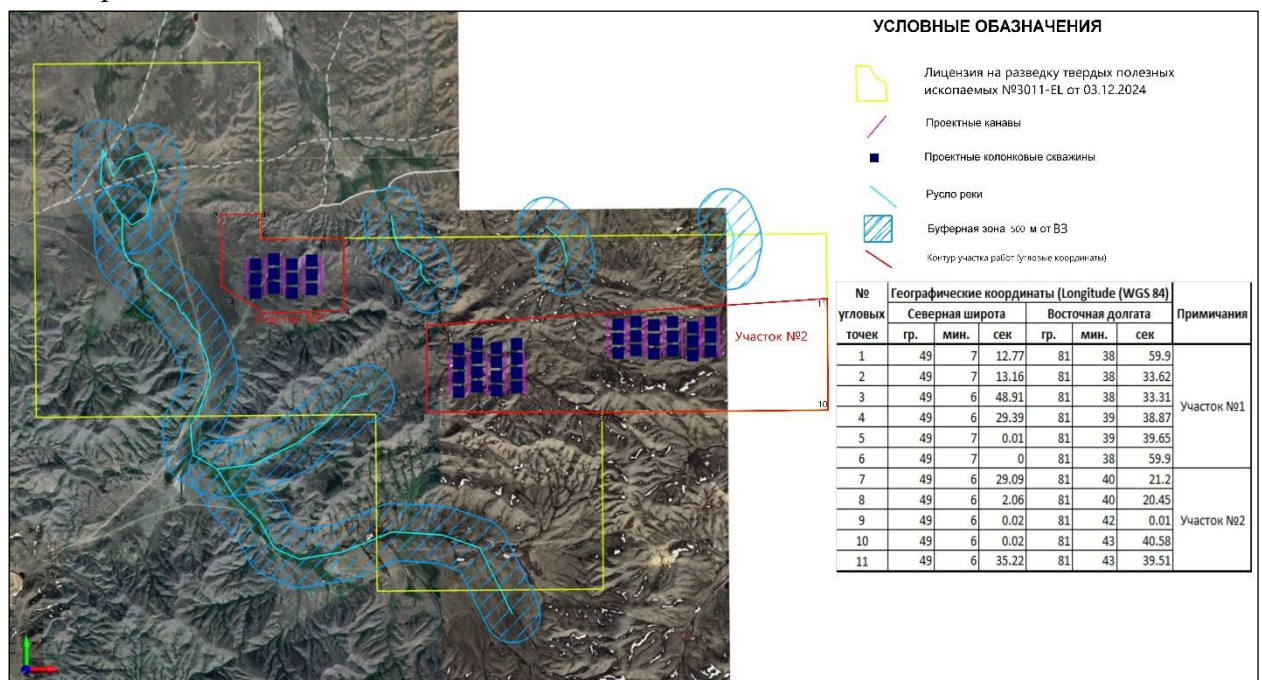 УСЛОВНЫЕ ОБАЗНАЧЕНИЯ
Лицензия на разведку твердых полезных
ископаемых №3011-EL от 03.12.2024
Проектные канавы
Проектные колонковые скважины
Русло реки
Буферная зона 500 м от ВЗ
Контур участка работ (угловые координаты)
Участок №2
11
10
№ угловых точек Географические координаты (Longitude (WGS 84) Примичания
Северная широта Восточная долгата
гр. мин. сек гр. мин. сек
1 49 7 12.77 81 38 59.9
2 49 7 13.16 81 38 33.62
3 49 6 48.91 81 38 33.31
4 49 6 29.39 81 39 38.87
5 49 7 0.01 81 39 39.65
6 49 7 0 81 38 59.9
Участок №1
7 49 6 29.09 81 40 21.2
8 49 6 2.06 81 40 20.45
9 49 6 0.02 81 42 0.01
10 49 6 0.02 81 43 40.58
11 49 6 35.22 81 43 39.51
Участок №2